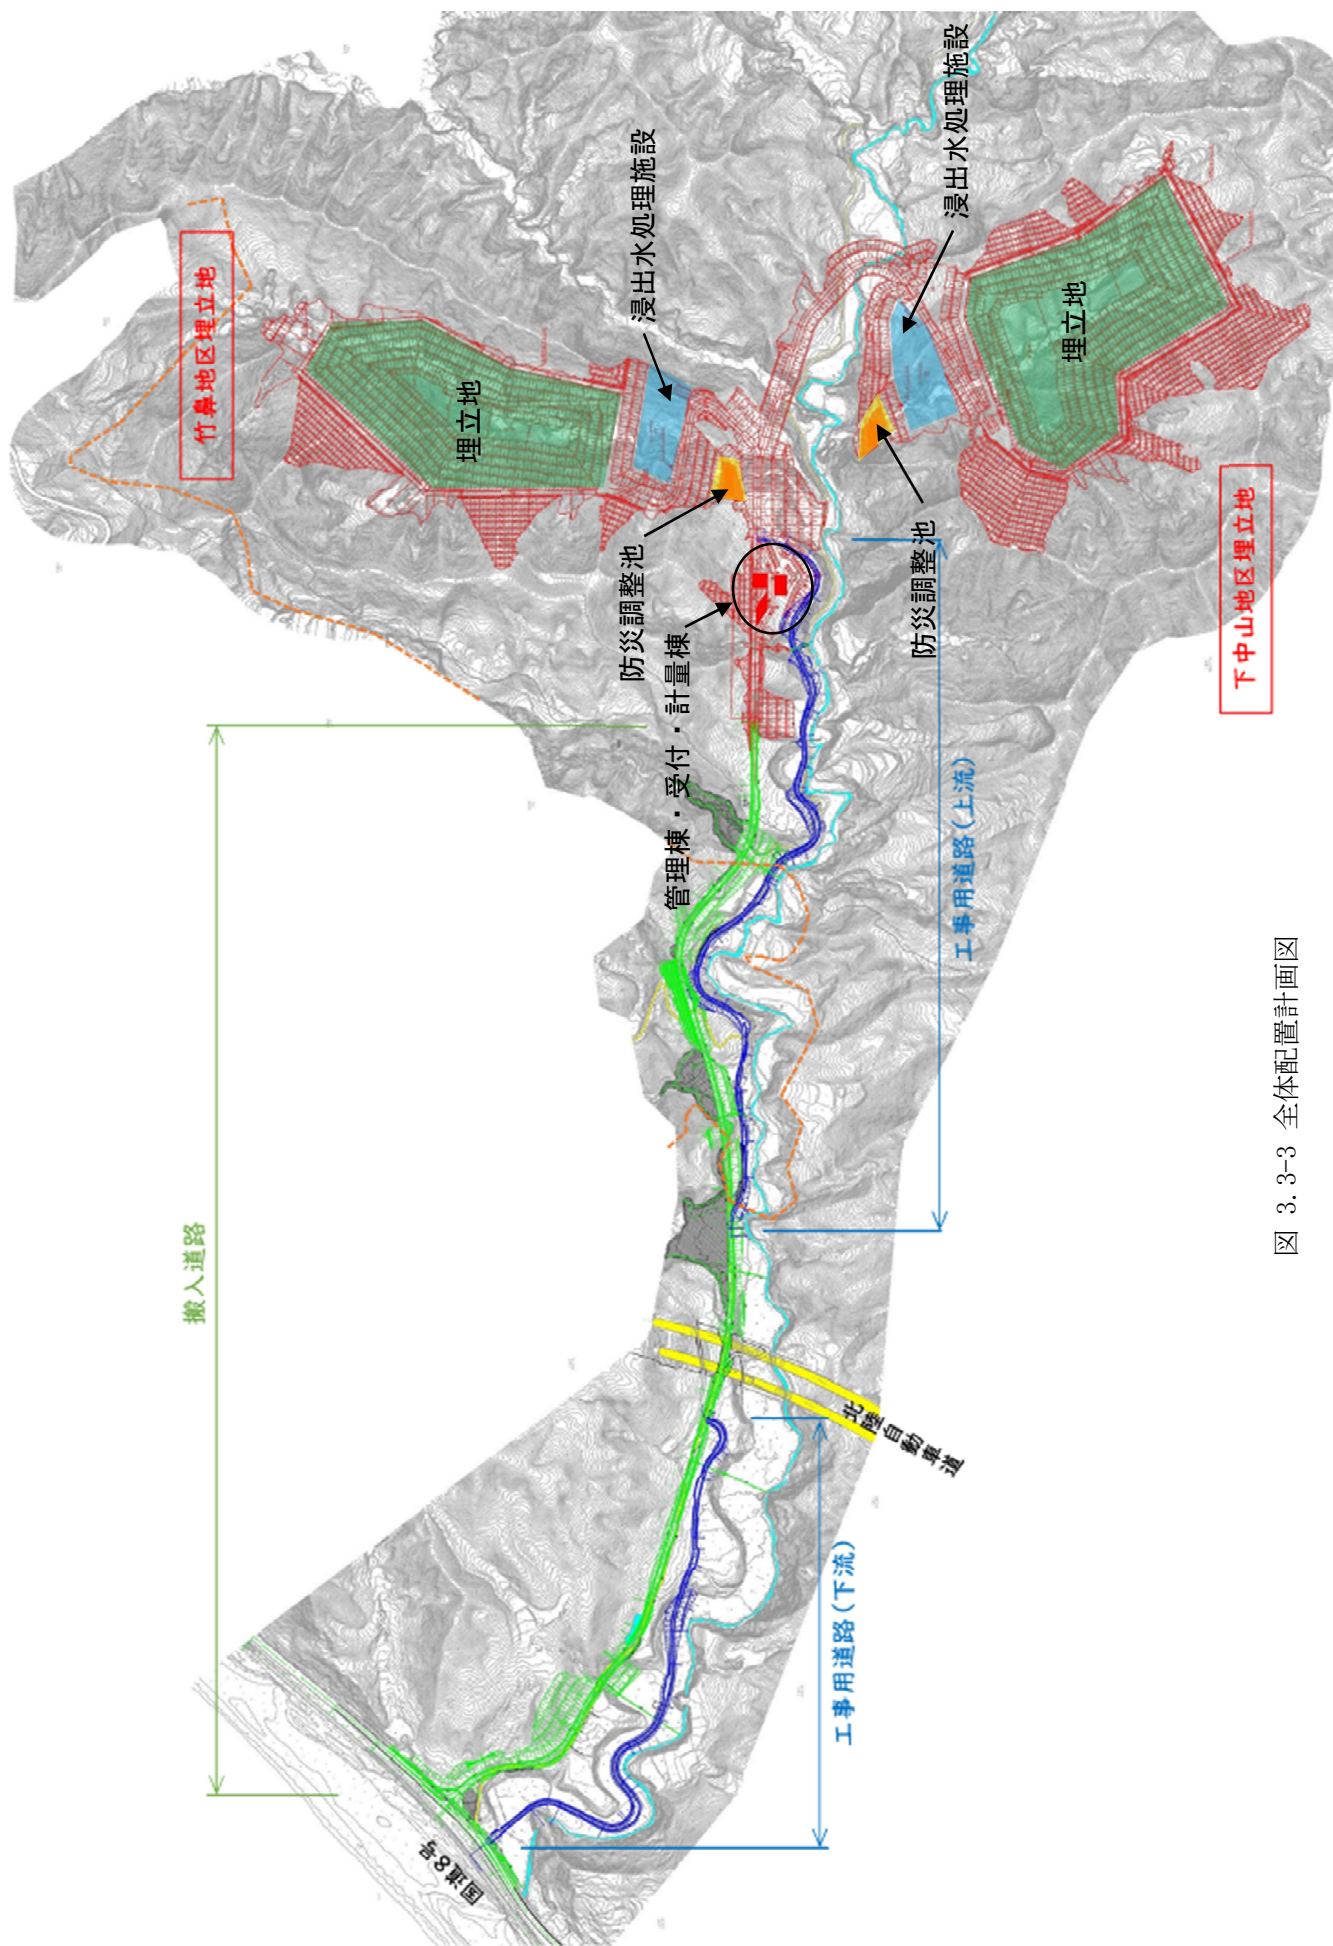 竹鼻地区埋立地
埋立地
浸出水処理施設
防災調整池
管理棟・受付・計量棟
浸出水処理施設
埋立地
防災調整池
下中山地区埋立地
搬入道路
工事用道路(上流)
北陸自動車道
工事用道路(下流)
国道8号
図 3.3-3 全体配置計画図